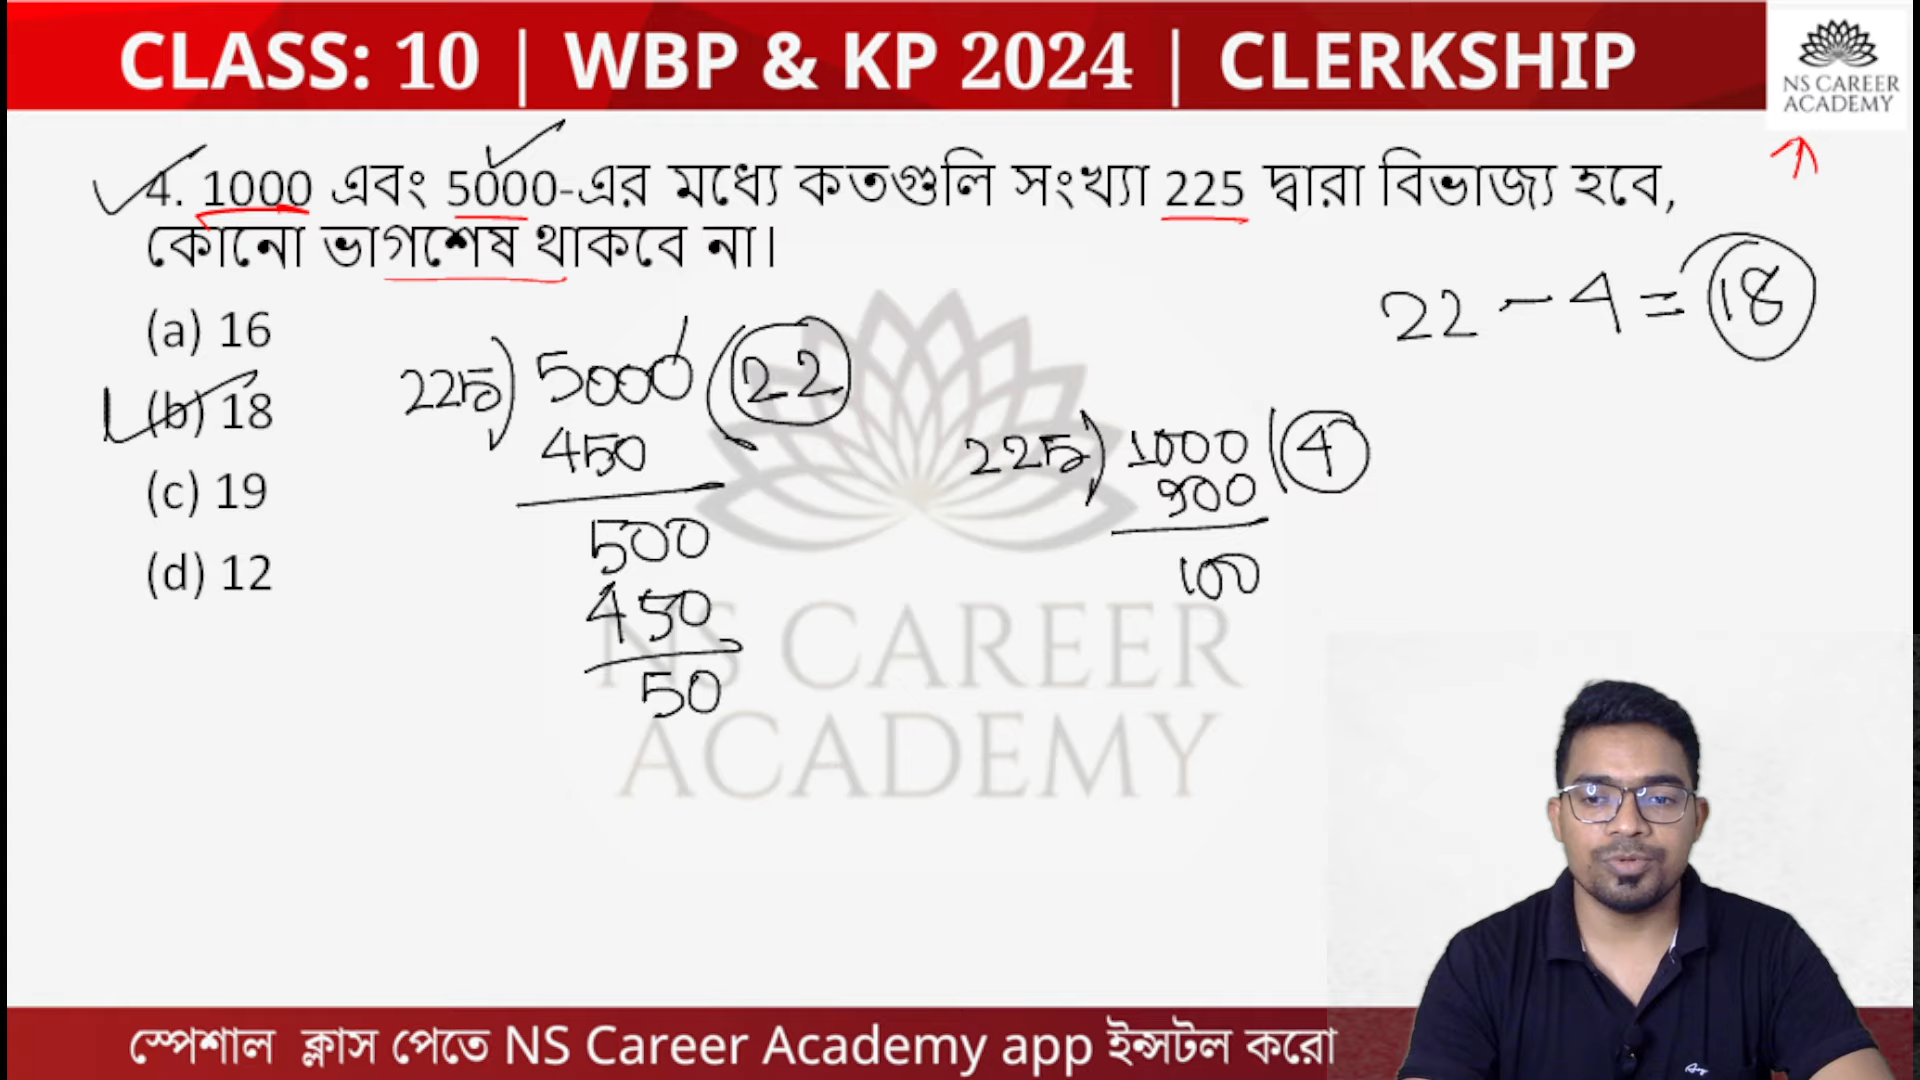 CLASS: 10 | WBP & KP 2024 | CLERKSHIP
NS CAREER
ACADEMY
4. 1000 এবং 5000-এর মধ্যে কতগুলি সংখ্যা 225 দ্বারা বিভাজ্য হবে,
কোনো ভাগশেষ থাকবে না।
22 - 4 = 18
(a) 16
(b) 18
(c) 19
(d) 12
225) 5000 (22
450
500
450
50
225) 1000 (4
900
100
NS CAREER
ACADEMY
স্পেশাল ক্লাস পেতে NS Career Academy app ইন্সটল করো